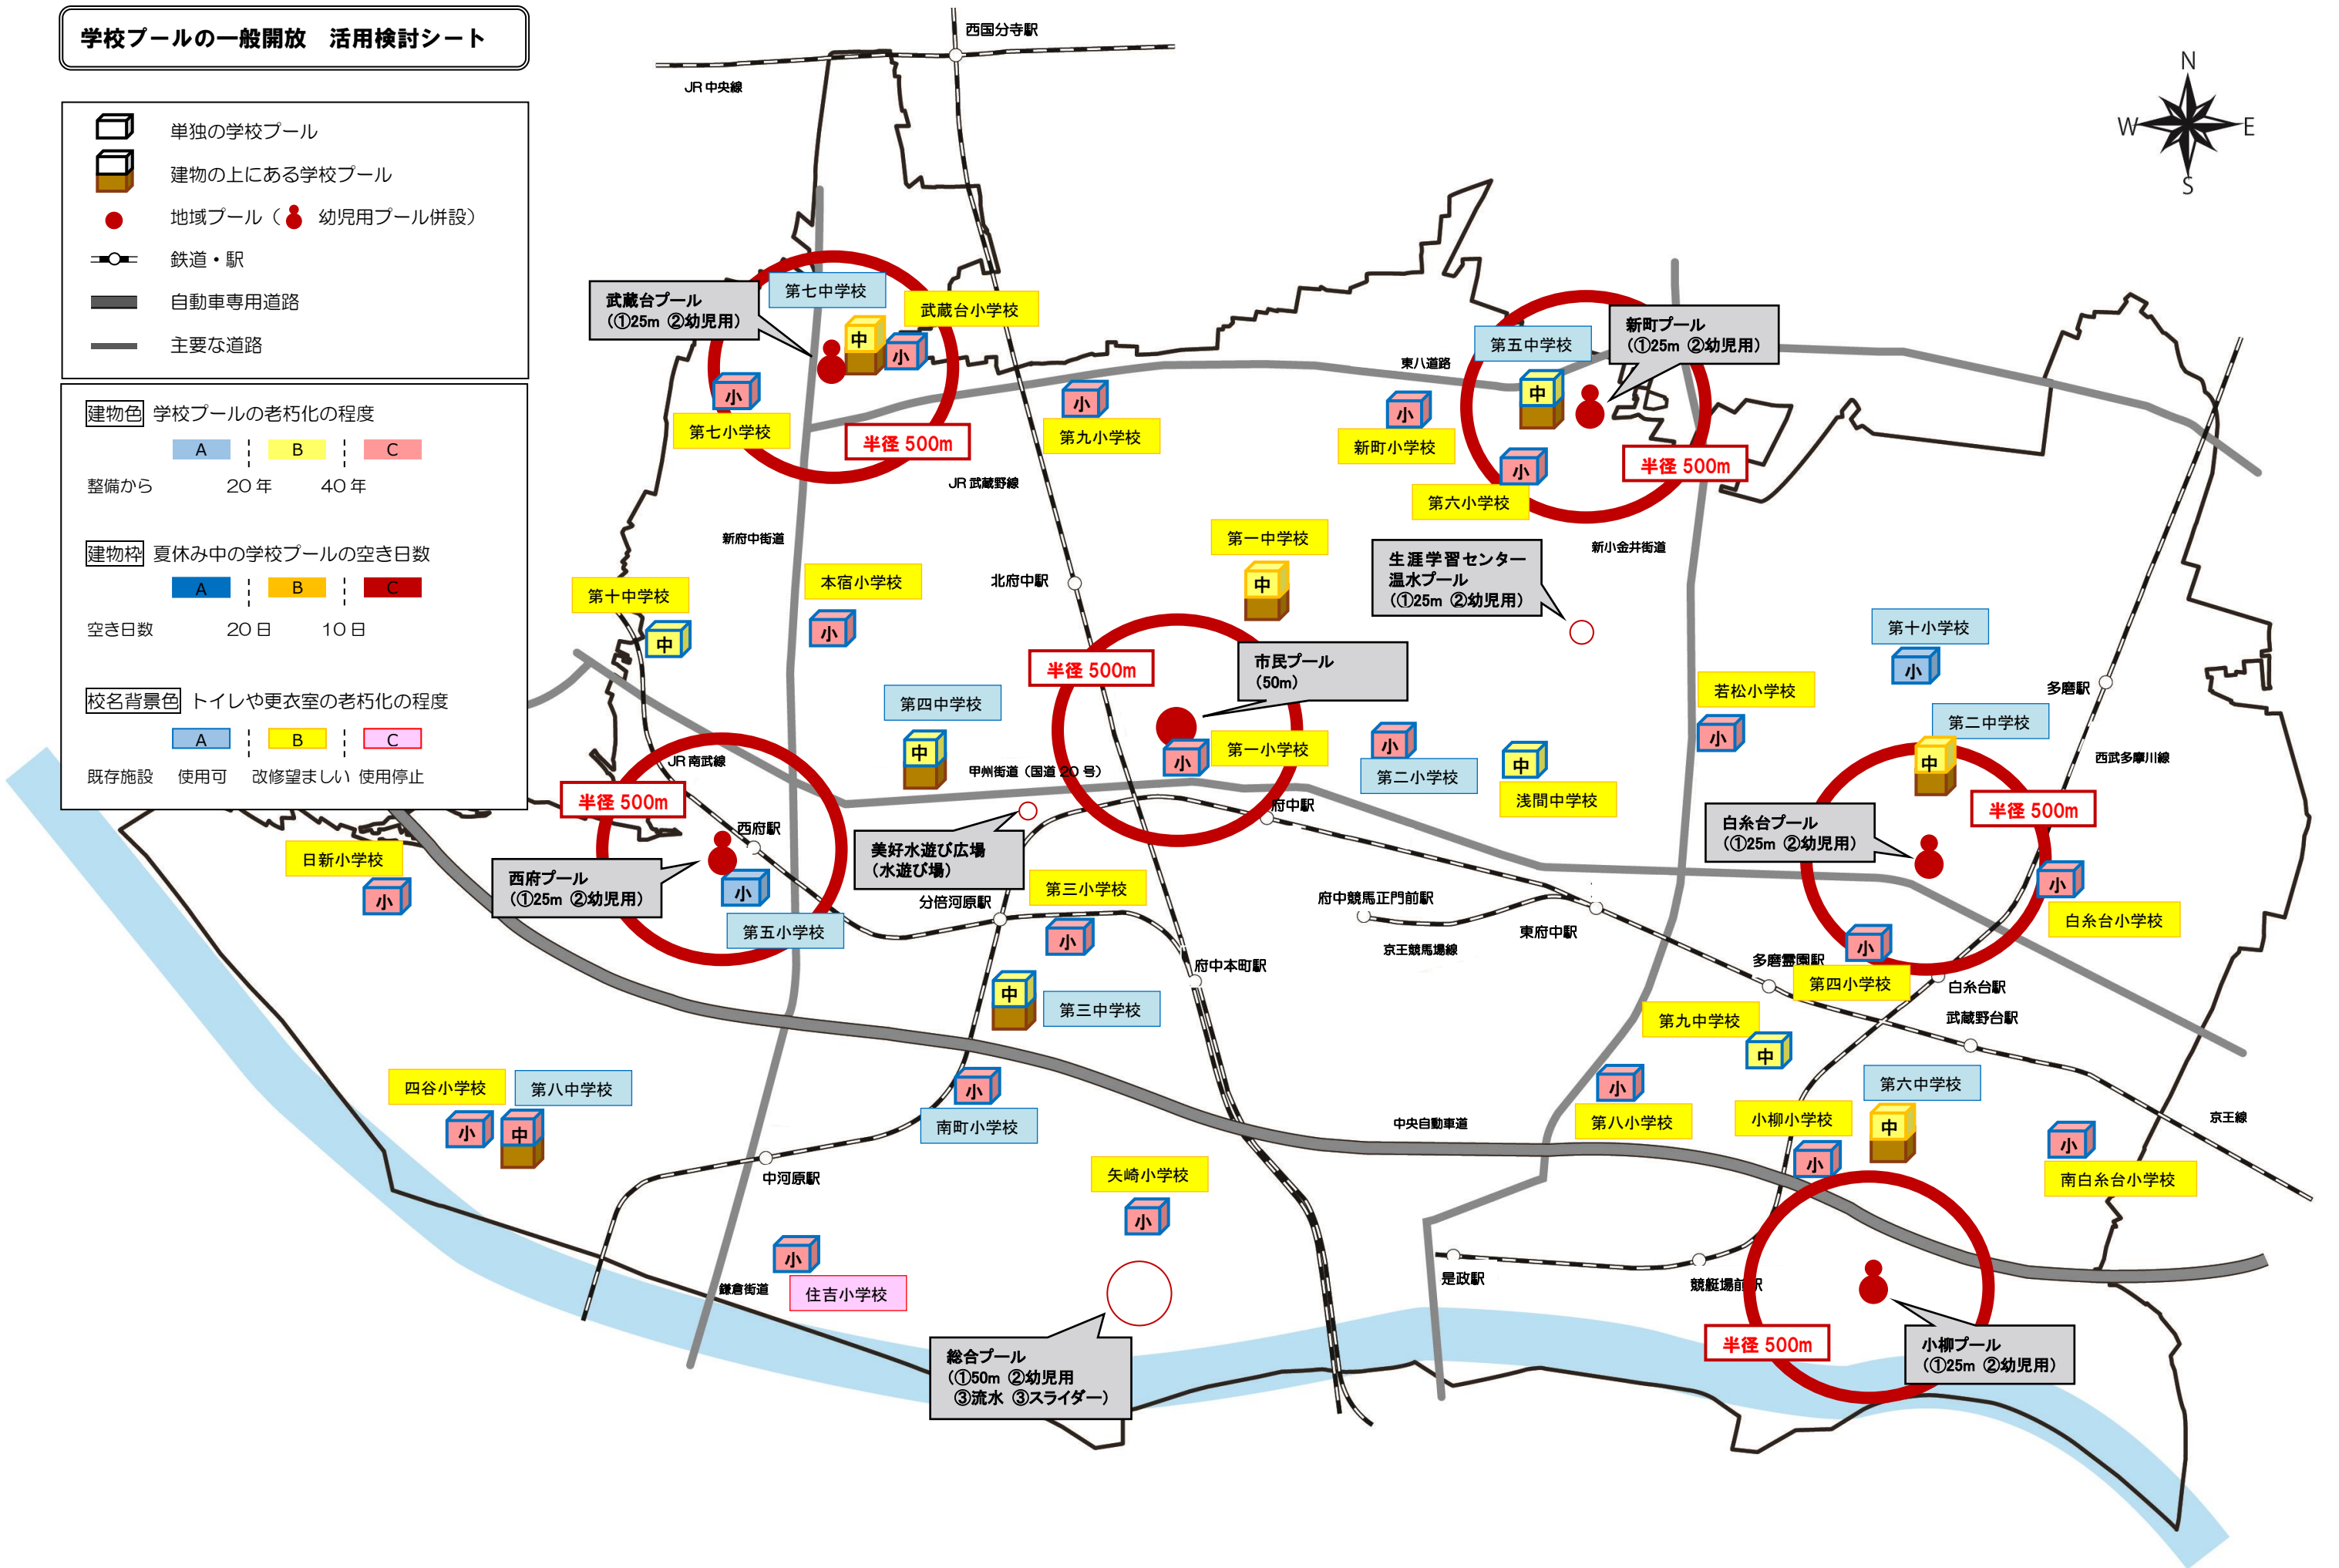 学校プールの一般開放　活用検討シート
単独の学校プール
建物の上にある学校プール
地域プール（　幼児用プール併設）
鉄道・駅
自動車専用道路
主要な道路
建物色　学校プールの老朽化の程度
A　B　C
整備から　20年　40年
建物枠　夏休み中の学校プールの空き日数
A　B　C
空き日数　20日　10日
校名背景色　トイレや更衣室の老朽化の程度
A　B　C
既存施設　使用可　改修望ましい　使用停止
N
W
E
S
西国分寺駅
JR中央線
第七中学校
武蔵台小学校
武蔵台プール
（①25m ②幼児用）
中
小
小
第七小学校
半径 500m
小
第九小学校
JR武蔵野線
東八道路
第五中学校
新町プール
（①25m ②幼児用）
中
小
新町小学校
小
第六小学校
半径 500m
新府中街道
新小金井街道
第一中学校
中
生涯学習センター
温水プール
（①25m ②幼児用）
北府中駅
第十中学校
中
本宿小学校
小
半径 500m
市民プール
（50m）
第十小学校
小
多磨駅
第四中学校
中
第一小学校
小
小
第二小学校
中
浅間中学校
若松小学校
小
第二中学校
中
西武多摩川線
JR南武線
甲州街道（国道20号）
半径 500m
西府駅
西府プール
（①25m ②幼児用）
小
第五小学校
日新小学校
小
美好水遊び広場
（水遊び場）
府中駅
分倍河原駅
第三小学校
小
中
第三中学校
府中本町駅
府中競馬正門前駅
京王競馬場線
東府中駅
白糸台プール
（①25m ②幼児用）
半径 500m
小
白糸台小学校
小
第四小学校
多磨霊園駅
白糸台駅
武蔵野台駅
第九中学校
中
四谷小学校
小
第八中学校
中
小
南町小学校
中河原駅
中央自動車道
小
第八小学校
小柳小学校
小
第六中学校
中
小
南白糸台小学校
京王線
矢崎小学校
小
小
住吉小学校
鎌倉街道
総合プール
（①50m ②幼児用
③流水 ③スライダー）
是政駅
競艇場前駅
半径 500m
小柳プール
（①25m ②幼児用）